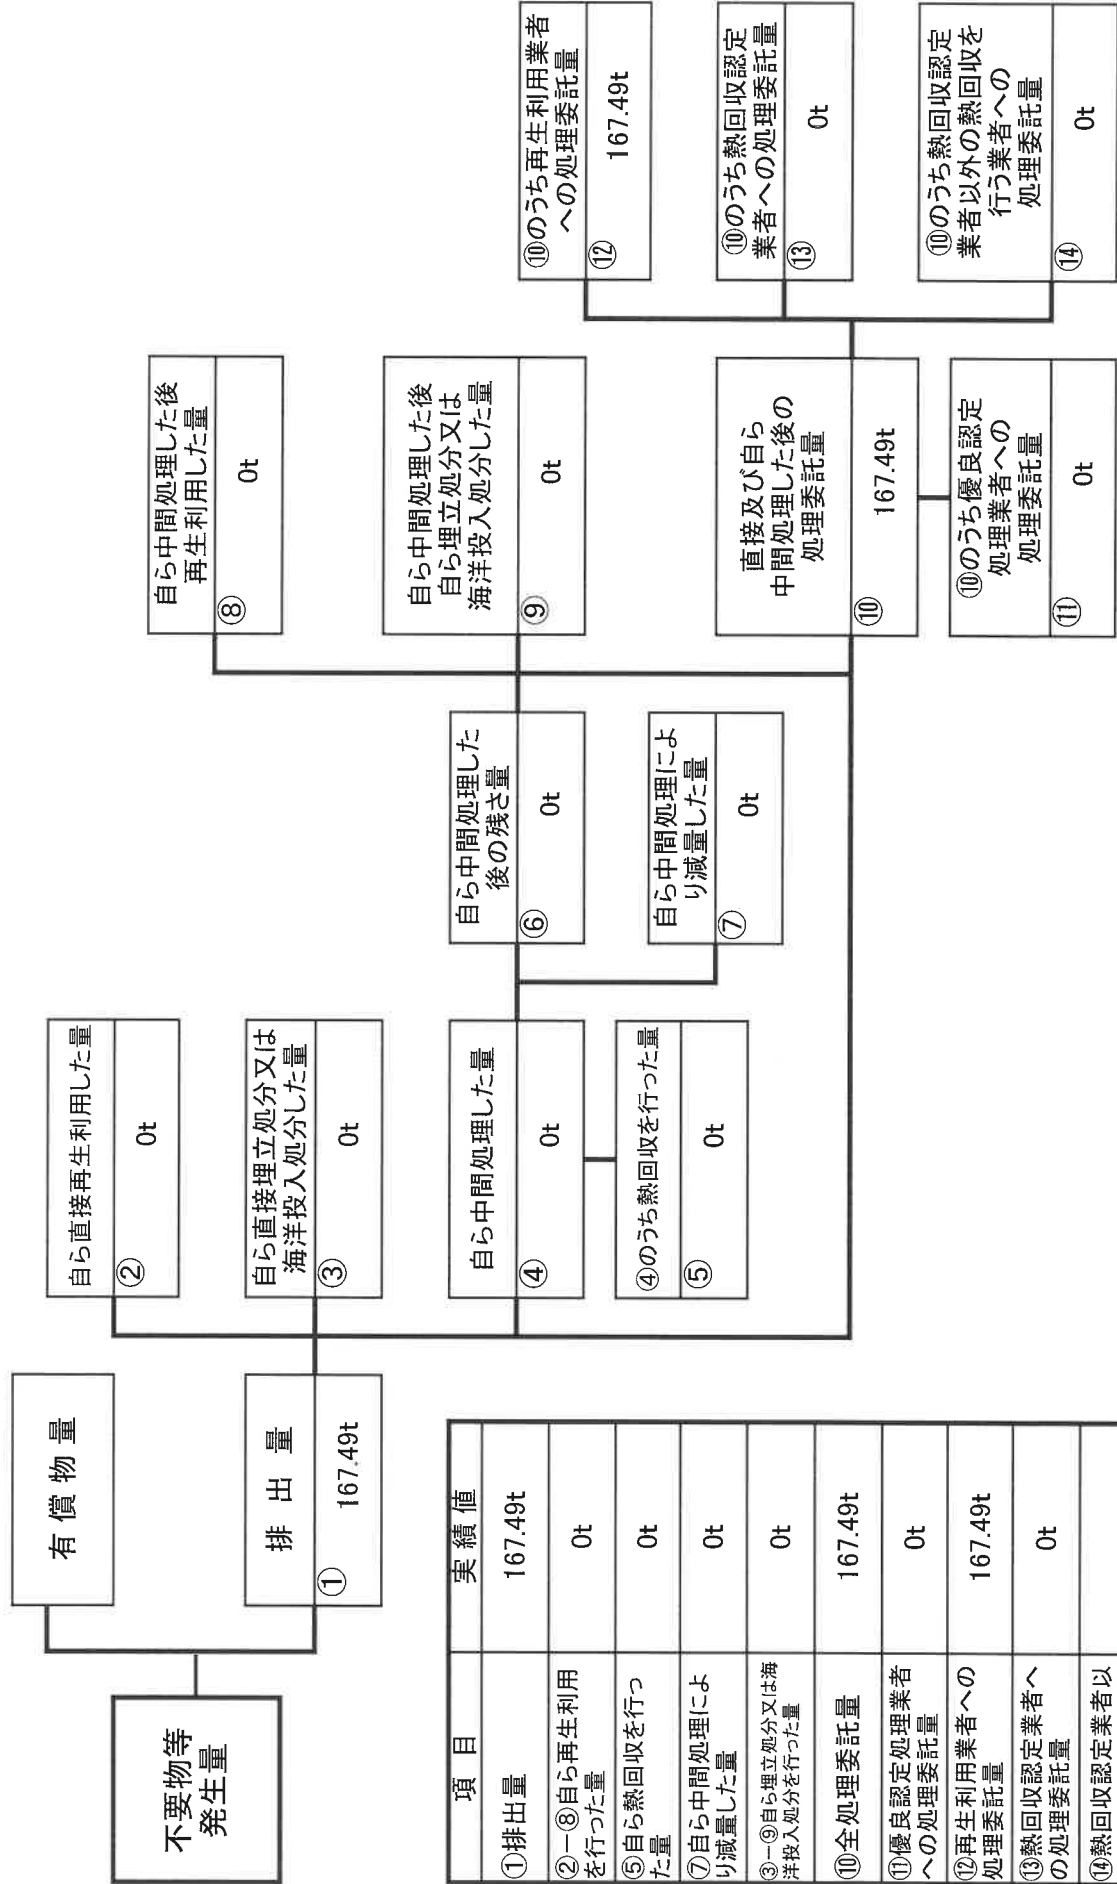 不要物等
発生量
有償物量
排出量
①
167.49t
自ら直接再生利用した量
②
0t
自ら直接埋立処分又は
海洋投入処分した量
③
0t
自ら中間処理した量
④
0t
④のうち熱回収を行った量
⑤
0t
自ら中間処理した
後の残さ量
⑥
0t
自ら中間処理によ
り減量した量
⑦
0t
自ら中間処理した後
再生利用した量
⑧
0t
自ら中間処理した後
自ら埋立処分又は
海洋投入処分した量
⑨
0t
直接及び自ら
中間処理した後の
処理委託量
⑩
167.49t
⑩のうち優良認定
処理業者への
処理委託量
⑪
0t
⑩のうち再生利用業者
への処理委託量
⑫
167.49t
⑩のうち熱回収認定
業者への処理委託量
⑬
0t
⑩のうち熱回収認定
業者以外の熱回収を
行う業者への
処理委託量
⑭
0t
項目 実績値
①排出量 167.49t
②ー⑧自ら再生利用
を行った量 0t
⑤自ら熱回収を行っ
た量 0t
⑦自ら中間処理によ
り減量した量 0t
③ー⑨自ら埋立処分又は海
洋投入処分を行った量 0t
⑩全処理委託量 167.49t
⑪優良認定処理業者
への処理委託量 0t
⑫再生利用業者への
処理委託量 167.49t
⑬熱回収認定業者へ
の処理委託量 0t
⑭熱回収認定業者以